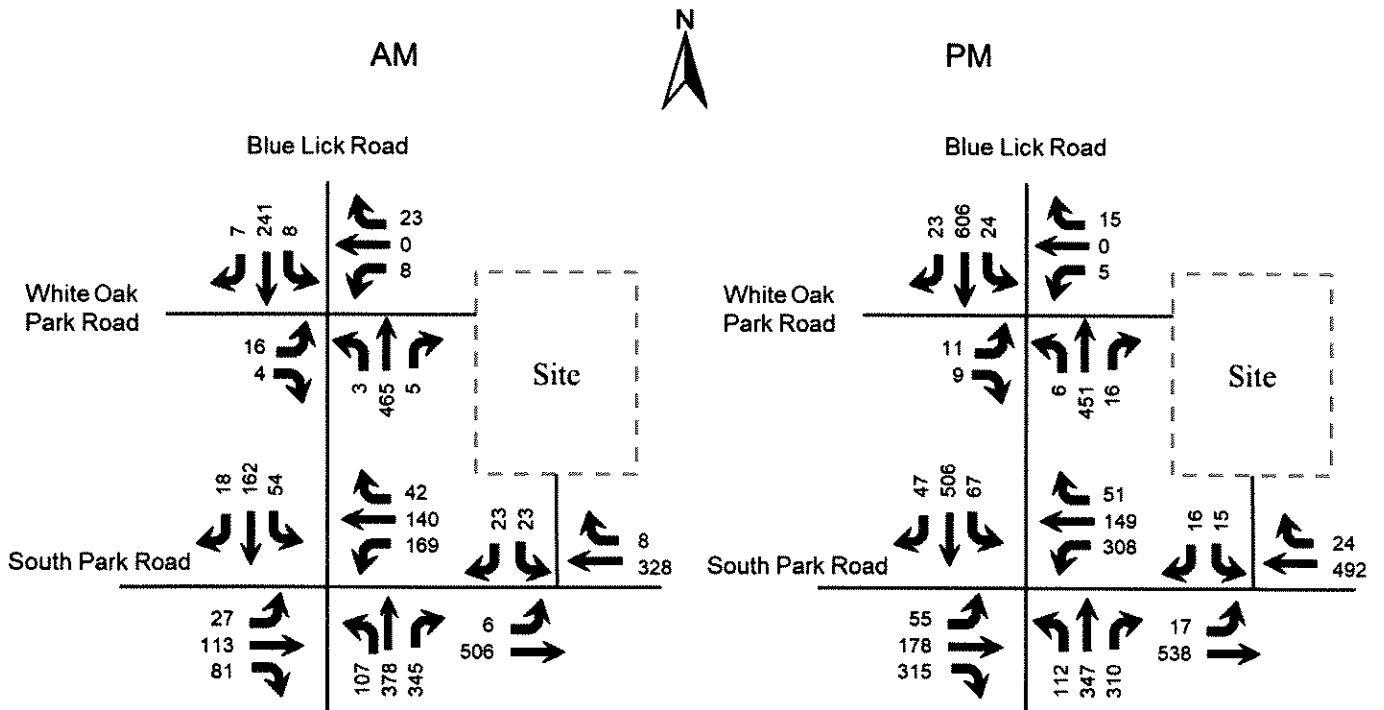 N
AM
PM
Blue Lick Road
Blue Lick Road
7 241 8
23
0
8
23 606 24
15
0
5
White Oak
Park Road
White Oak
Park Road
16
4
3 465 5
Site
11
9
6 451 16
Site
18 162 54
42
140
169
23 23
8
328
47 506 67
51
149
308
16 15
24
492
South Park Road
South Park Road
27
113
81
107 378 345
6
506
55
178
315
112 347 310
17
538